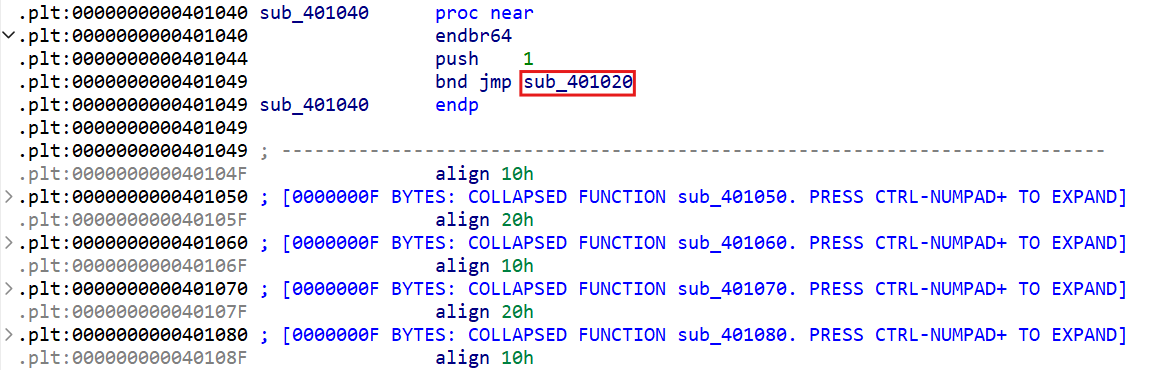 .plt:0000000000401040 sub_401040 proc near
.plt:0000000000401040 endbr64
.plt:0000000000401044 push 1
.plt:0000000000401049 bnd jmp sub_401020
.plt:0000000000401049 sub_401040 endp
.plt:0000000000401049
.plt:0000000000401049 ; ---------------------------------------------------------------------------
.plt:000000000040104F align 10h
.plt:0000000000401050 ; [0000000F BYTES: COLLAPSED FUNCTION sub_401050. PRESS CTRL-NUMPAD+ TO EXPAND]
.plt:000000000040105F align 20h
.plt:0000000000401060 ; [0000000F BYTES: COLLAPSED FUNCTION sub_401060. PRESS CTRL-NUMPAD+ TO EXPAND]
.plt:000000000040106F align 10h
.plt:0000000000401070 ; [0000000F BYTES: COLLAPSED FUNCTION sub_401070. PRESS CTRL-NUMPAD+ TO EXPAND]
.plt:000000000040107F align 20h
.plt:0000000000401080 ; [0000000F BYTES: COLLAPSED FUNCTION sub_401080. PRESS CTRL-NUMPAD+ TO EXPAND]
.plt:000000000040108F align 10h